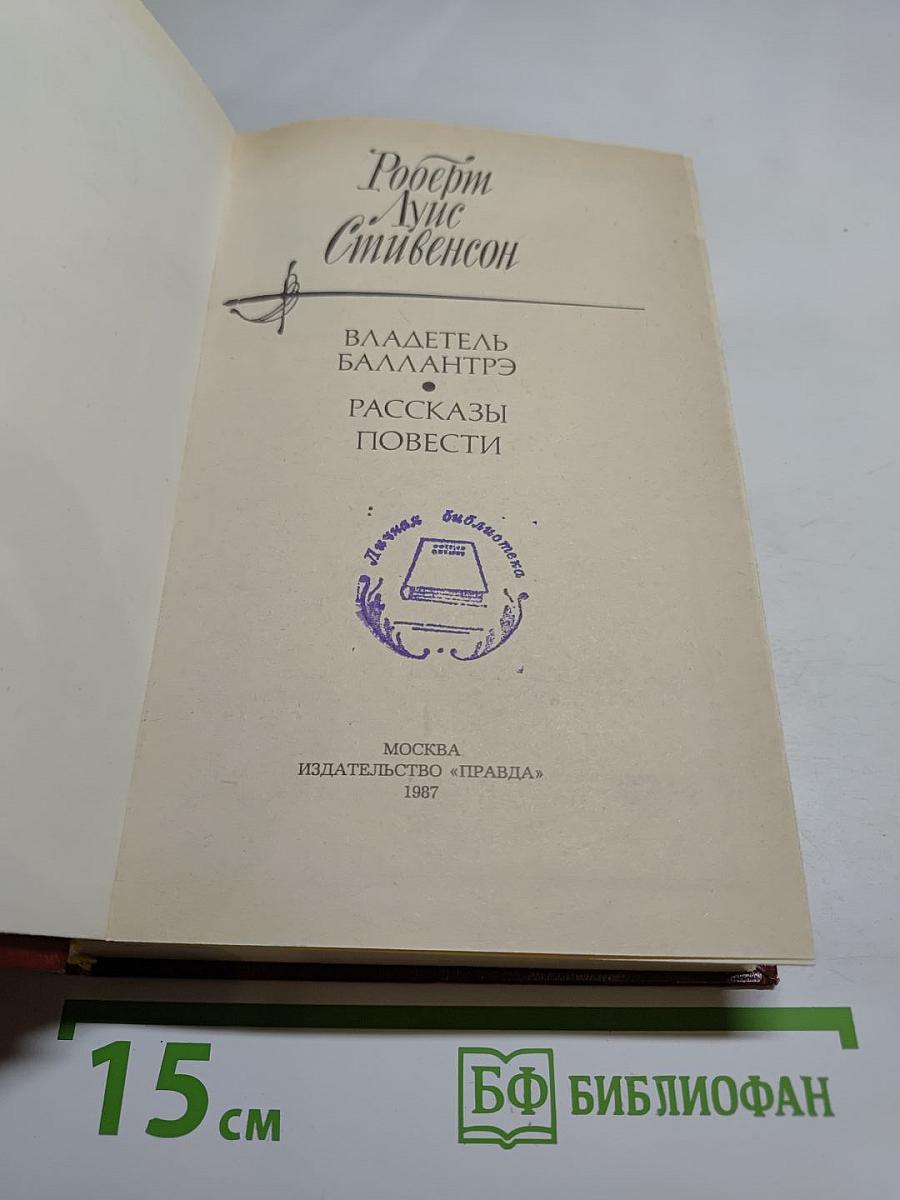 Роберт
Луис
Стивенсон
ВЛАДЕТЕЛЬ
БАЛЛАНТРЭ
•
РАССКАЗЫ
ПОВЕСТИ
Личная библиотека
МОСКВА
ИЗДАТЕЛЬСТВО «ПРАВДА»
1987
15 см
БФ БИБЛИОФАН